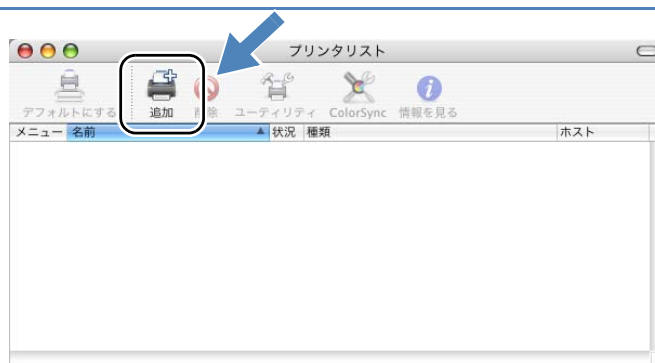 プリンタリスト
デフォルトにする 追加 削除 ユーティリティ ColorSync 情報を見る
メニュー 名前 状況 種類 ホスト